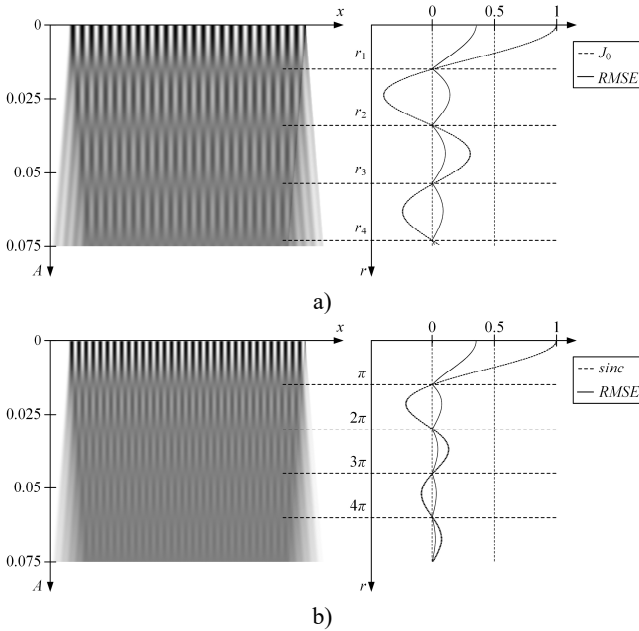 0 x 0 0.5 1
r1 J0
RMSE
0.025
r2
0.05
r3
r4
0.075
A r
a)
0 x 0 0.5 1
π sinc
RMSE
0.025
2π
3π
0.05
4π
0.075
A r
b)